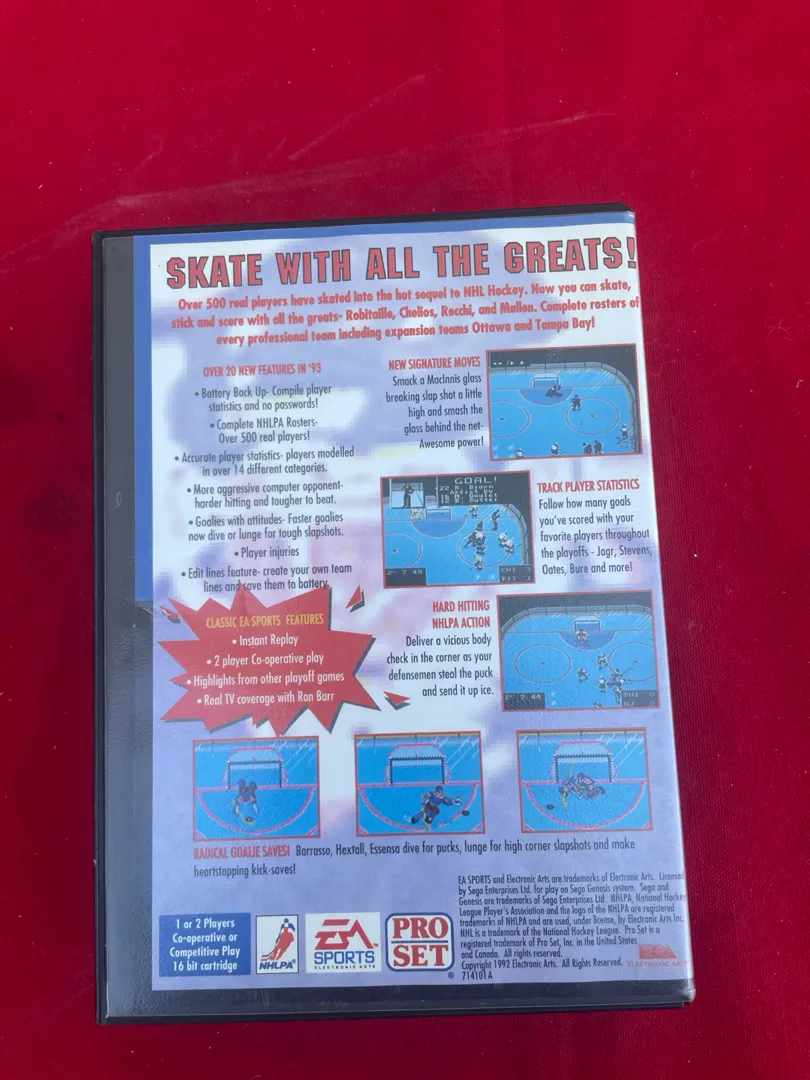 SKATE WITH ALL THE GREATS!
Over 500 real players have skated into the hot sequel to NHL Hockey. Now you can skate,
stick and score with all the greats- Robitaille, Chelios, Recchi, and Mullen. Complete rosters of
every professional team including expansion teams Ottawa and Tampa Bay!
OVER 20 NEW FEATURES IN '93
• Battery Back Up- Compile player
statistics and no passwords!
• Complete NHLPA Rosters-
Over 500 real players!
• Accurate player statistics- players modelled
in over 14 different categories.
• More aggressive computer opponent-
harder hitting and tougher to beat.
• Goalies with attitudes- Faster goalies
now dive or lunge for tough slapshots.
• Player injuries
• Edit lines feature- create your own team
lines and save them to battery.
NEW SIGNATURE MOVES
Smack a MacInnis glass
breaking slap shot a little
high and smash the
glass behind the net-
Awesome power!
GOAL!
TRACK PLAYER STATISTICS
Follow how many goals
you've scored with your
favorite players throughout
the playoffs - Jagr, Stevens,
Oates, Bure and more!
CLASSIC EA SPORTS FEATURES
• Instant Replay
• 2 player Co-operative play
• Highlights from other playoff games
• Real TV coverage with Ron Barr
HARD HITTING
NHLPA ACTION
Deliver a vicious body
check in the corner as your
defensemen steal the puck
and send it up ice.
RADICAL GOALIE SAVES! Barrasso, Hextall, Essensa dive for pucks, lunge for high corner slapshots and make
heartstopping kick-saves!
1 or 2 Players
Co-operative or
Competitive Play
16 bit cartridge
NHLPA
EA
SPORTS
ELECTRONIC ARTS
PRO
SET
®
EA SPORTS and Electronic Arts are trademarks of Electronic Arts. Licensed
by Sega Enterprises Ltd. for play on Sega Genesis system. Sega and
Genesis are trademarks of Sega Enterprises Ltd. NHLPA, National Hockey
League Player's Association and the logo of the NHLPA are registered
trademarks of NHLPA and are used, under license, by Electronic Arts Inc.
NHL is a trademark of the National Hockey League. Pro Set is a
registered trademark of Pro Set, Inc. in the United States
and Canada. All rights reserved.
Copyright 1992 Electronic Arts. All Rights Reserved.
714101A
ELECTRONIC ARTS